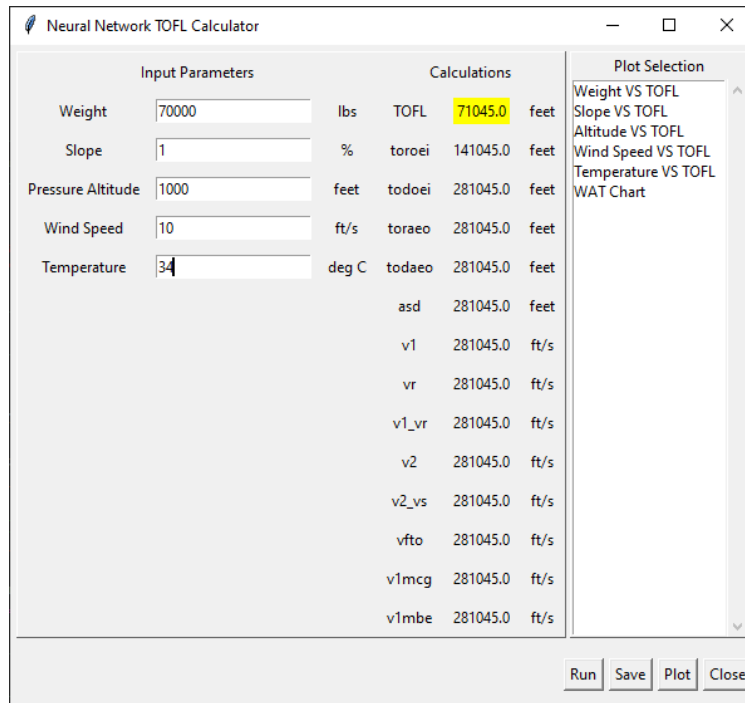 Neural Network TOFL Calculator
Input Parameters Calculations Plot Selection
Weight 70000 lbs TOFL 71045.0 feet
Slope 1 % toroei 141045.0 feet
Pressure Altitude 1000 feet todoei 281045.0 feet
Wind Speed 10 ft/s toraeo 281045.0 feet
Temperature 34 deg C todaeo 281045.0 feet
asd 281045.0 feet
v1 281045.0 ft/s
vr 281045.0 ft/s
v1_vr 281045.0 ft/s
v2 281045.0 ft/s
v2_vs 281045.0 ft/s
vfto 281045.0 ft/s
v1mcg 281045.0 ft/s
v1mbe 281045.0 ft/s
Weight VS TOFL
Slope VS TOFL
Altitude VS TOFL
Wind Speed VS TOFL
Temperature VS TOFL
WAT Chart
Run Save Plot Close